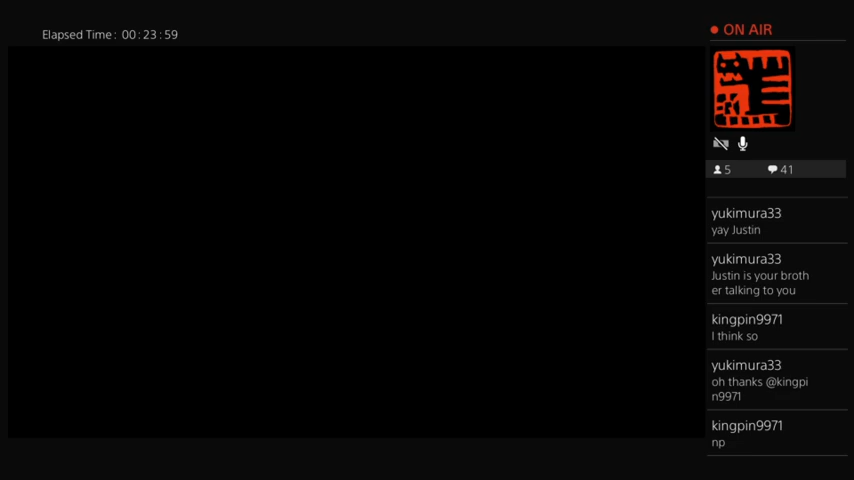 Elapsed Time: 00:23:59
ON AIR
5 41
yukimura33
yay Justin
yukimura33
Justin is your broth
er talking to you
kingpin9971
I think so
yukimura33
oh thanks @kingpi
n9971
kingpin9971
np